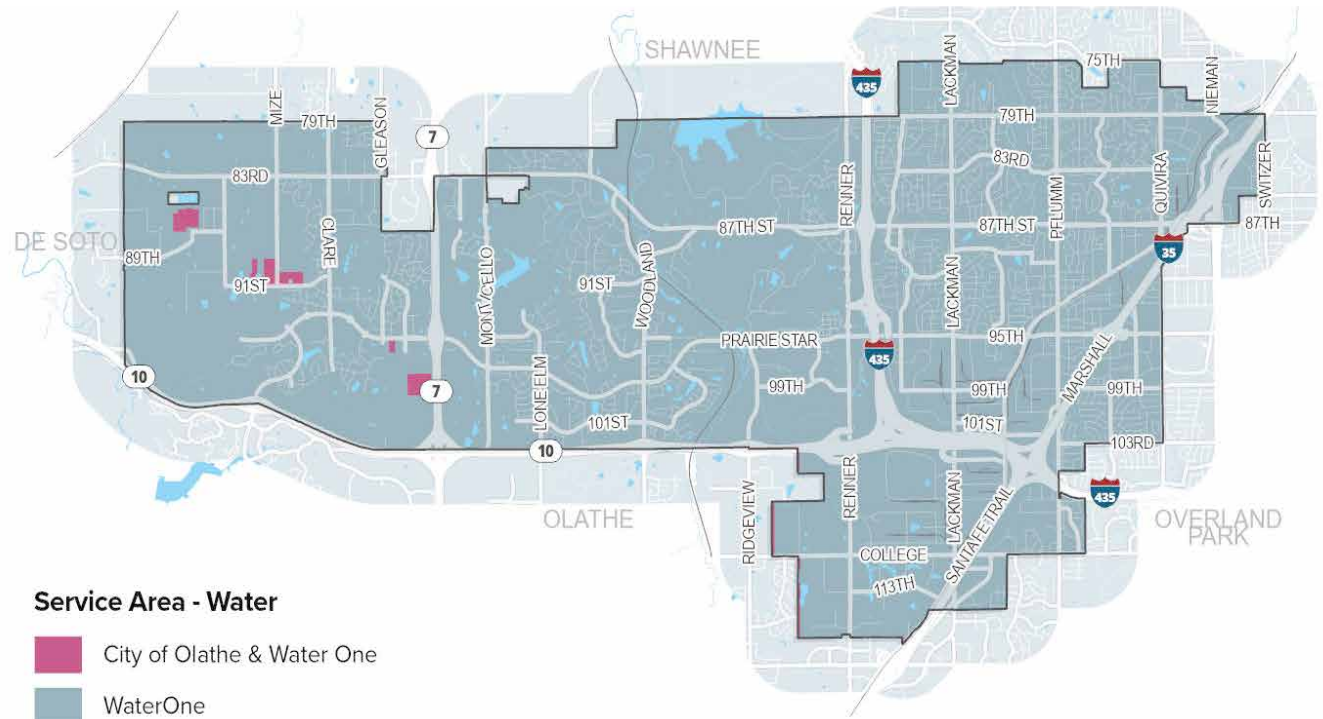 SHAWNEE
75TH
435
LACKMAN
NIEMAN
MIZE
79TH
GLEASON
7
79TH
83RD
83RD
RENNER
PFLUMM
QUIVIRA
SWITZER
CLARE
87TH ST
87TH ST
87TH
DE SOTO
89TH
35
91ST
MONTICELLO
91ST
WOODLAND
LACKMAN
PRAIRIE STAR
95TH
435
MARSHALL
10
7
LONE ELM
99TH
99TH
99TH
101ST
101ST
103RD
10
OLATHE
RIDGEVIEW
RENNER
LACKMAN
SANTA FE TRAIL
435
OVERLAND
PARK
COLLEGE
113TH
Service Area - Water
City of Olathe & Water One
WaterOne